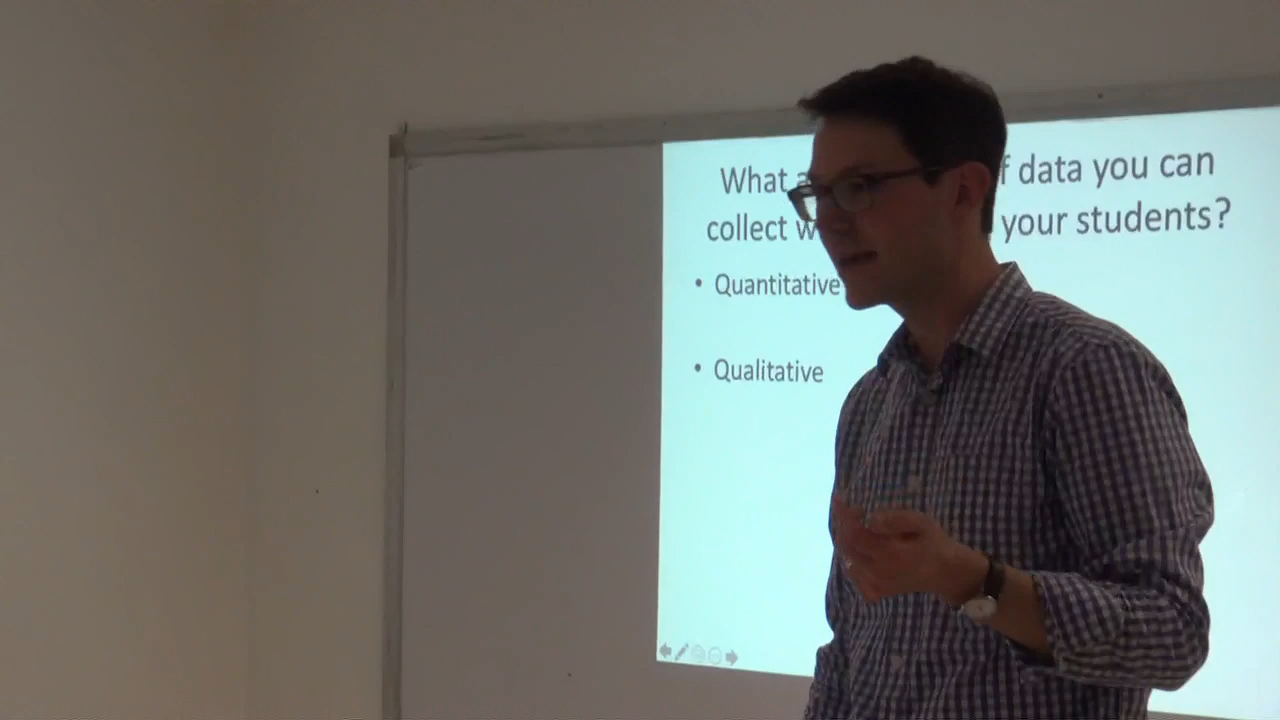 What a f data you can
collect w your students?
• Quantitative
• Qualitative